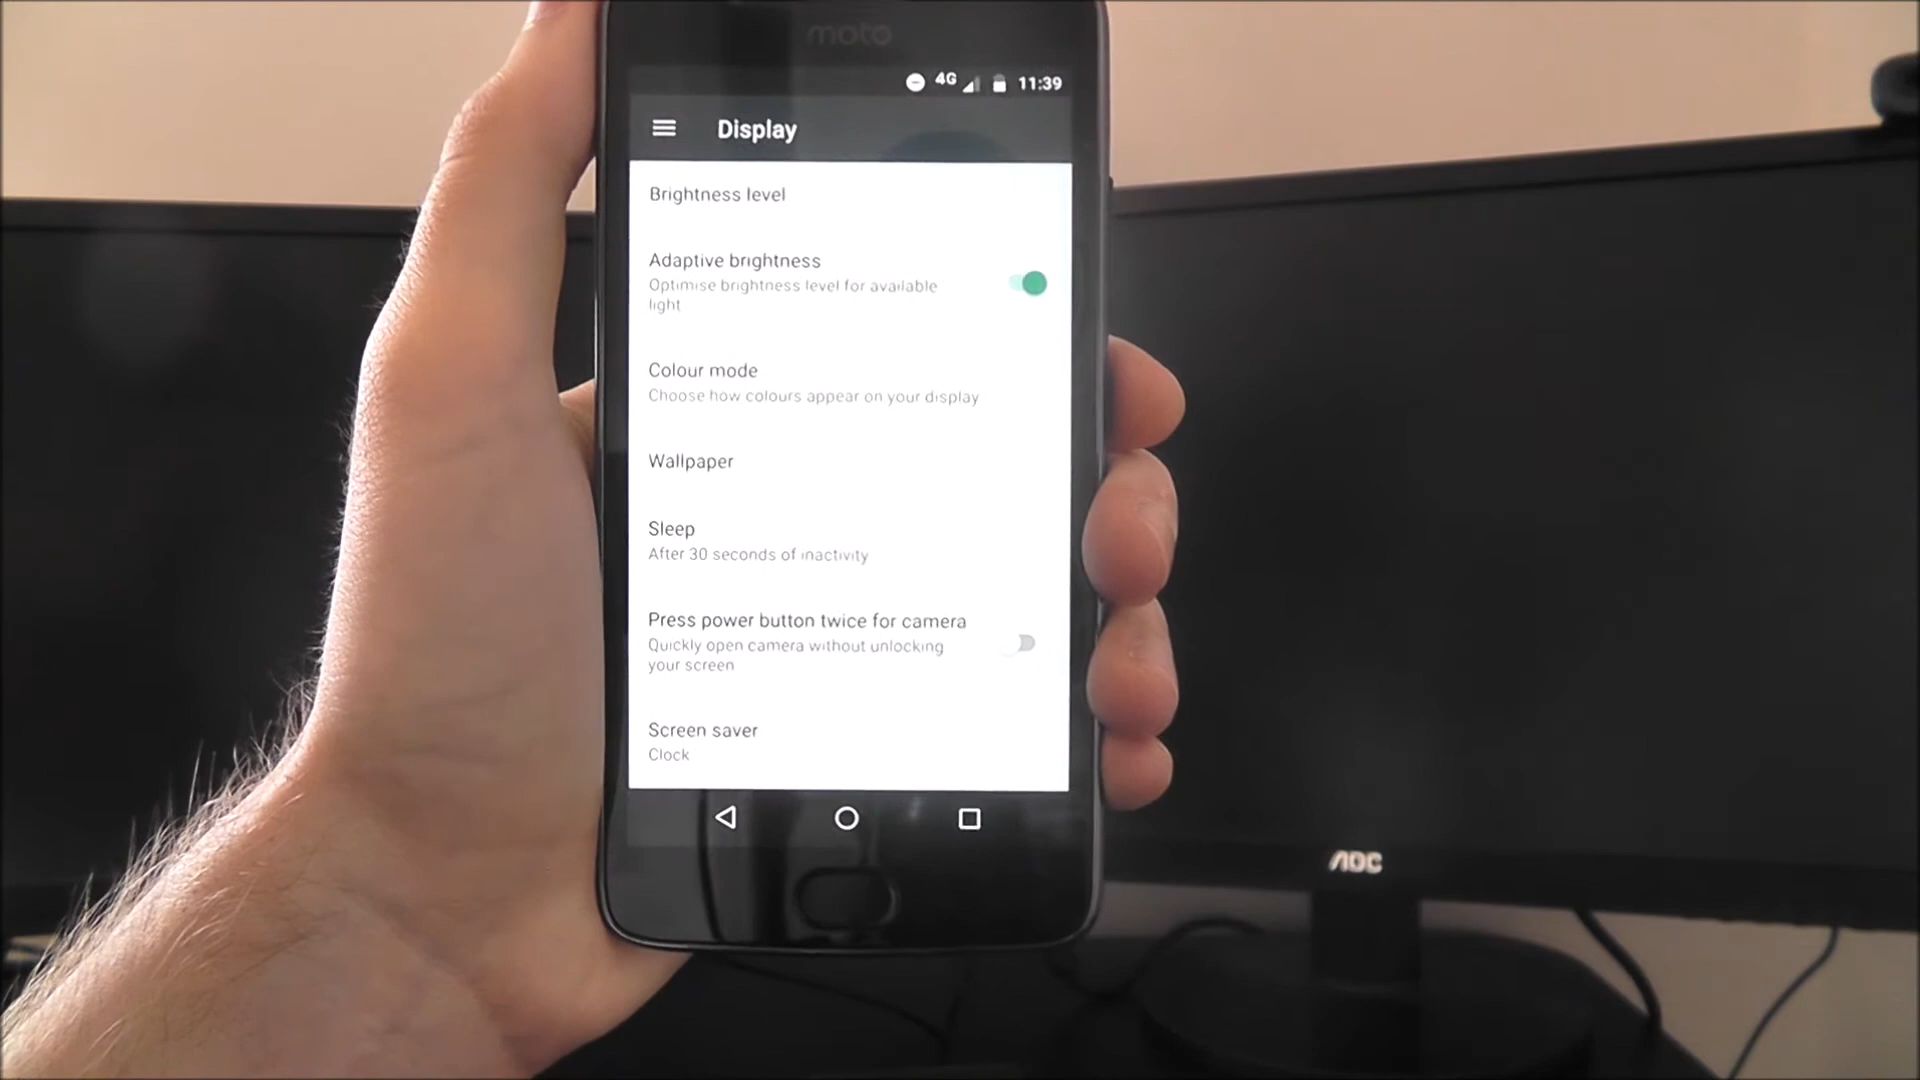 moto
4G 11:39
Display
Brightness level
Adaptive brightness
Optimise brightness level for available
light
Colour mode
Choose how colours appear on your display
Wallpaper
Sleep
After 30 seconds of inactivity
Press power button twice for camera
Quickly open camera without unlocking
your screen
Screen saver
Clock
AOC